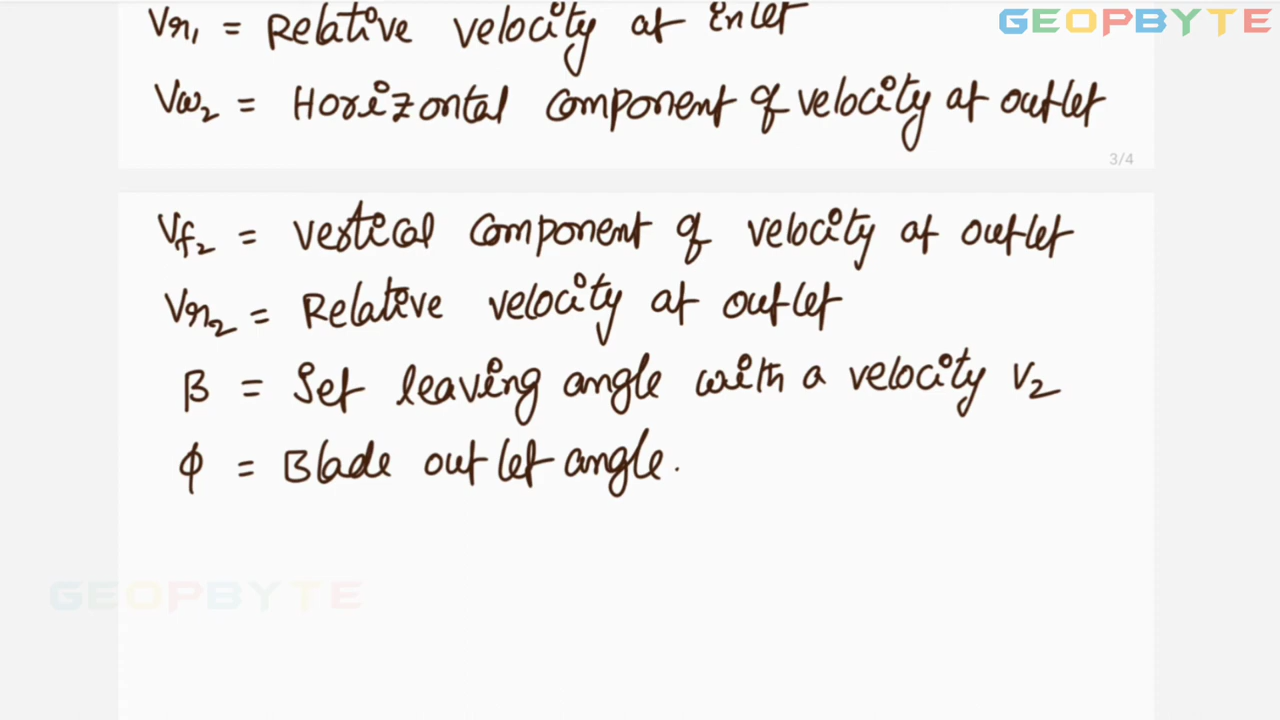 GEOPBYTE
Vr₁ = Relative velocity at inlet
Vw₂ = Horizontal component of velocity at outlet
3/4
Vf₂ = vertical component of velocity at outlet
Vr₂ = Relative velocity at outlet
β = Jet leaving angle with a velocity V₂
ϕ = Blade outlet angle.
GEOPBYTE